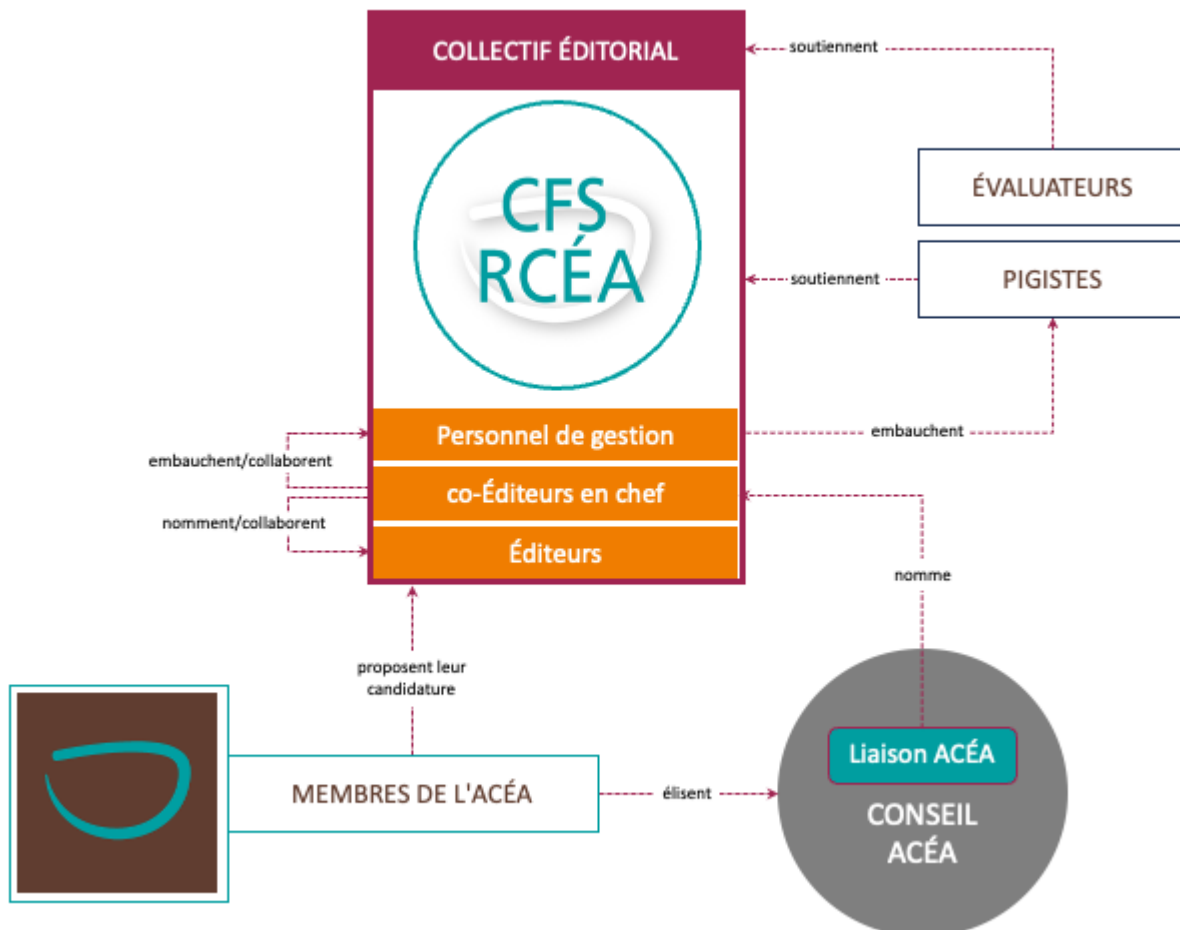 COLLECTIF ÉDITORIAL
soutiennent
CFS
RCÉA
ÉVALUATEURS
soutiennent
PIGISTES
Personnel de gestion
embauchent
embauchent/collaborent
co-Éditeurs en chef
nomment/collaborent
Éditeurs
nomme
proposent leur
candidature
Liaison ACÉA
MEMBRES DE L'ACÉA
élisent
CONSEIL
ACÉA